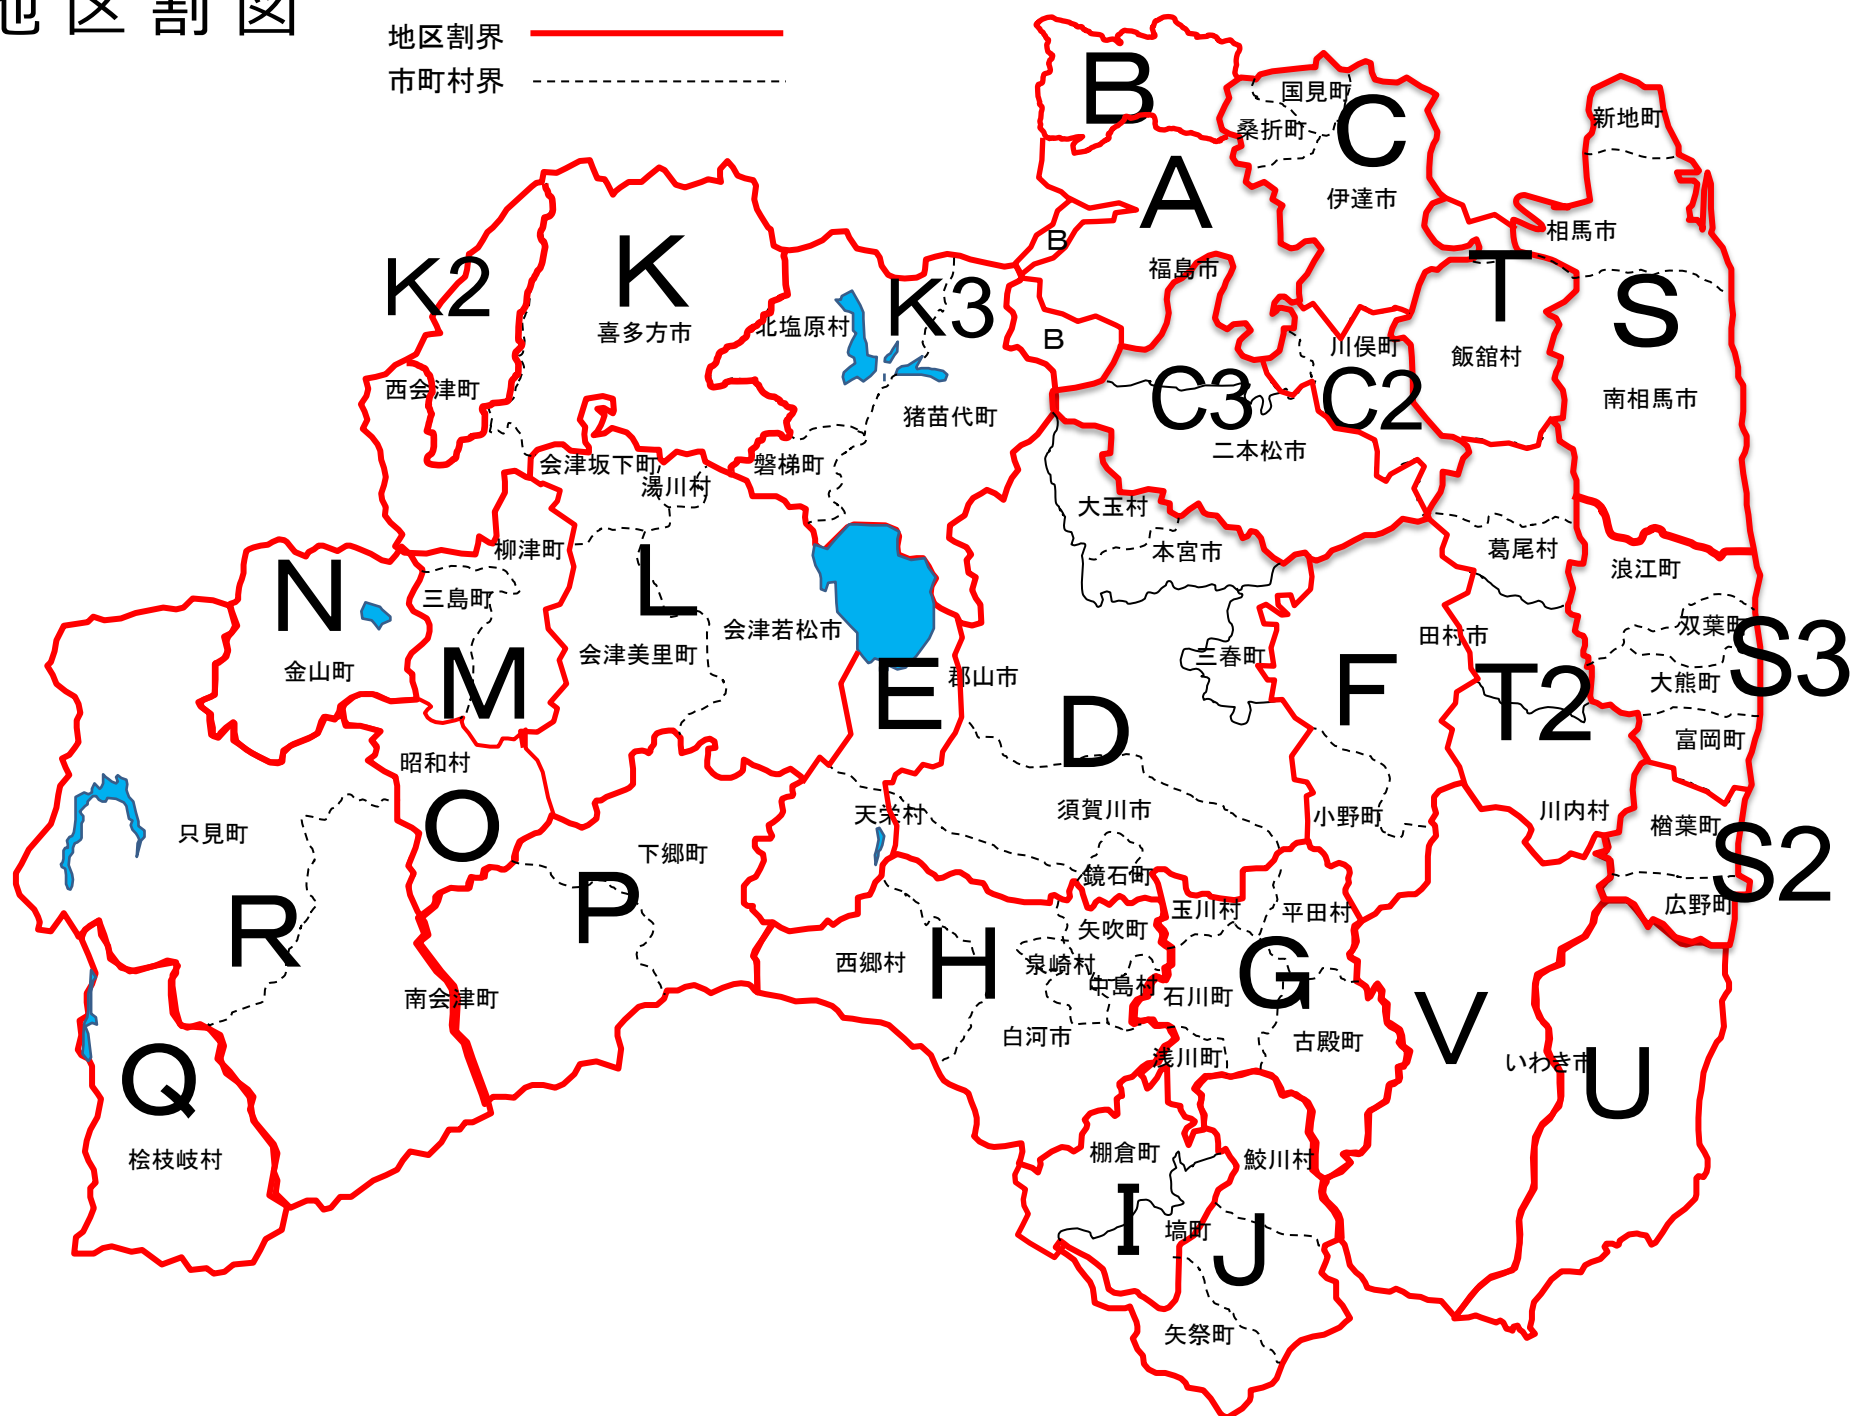 地区割図
地区割界
市町村界
B
国見町
C
新地町
桑折町
A
伊達市
相馬市
B
K2
K
福島市
T
K3
S
喜多方市
北塩原村
B
川俣町
飯舘村
西会津町
C3
C2
南相馬市
猪苗代町
二本松市
会津坂下町
磐梯町
湯川村
大玉村
柳津町
本宮市
葛尾村
浪江町
N
L
三島町
双葉町
会津若松市
田村市
S3
会津美里町
三春町
金山町
M
E
郡山市
F
T2
大熊町
D
富岡町
昭和村
天栄村
須賀川市
小野町
川内村
楢葉町
O
只見町
下郷町
S2
鏡石町
P
玉川村
平田村
広野町
R
矢吹町
H
西郷村
泉崎村
G
中島村
石川町
南会津町
白河市
古殿町
V
浅川町
いわき市
U
Q
棚倉町
鮫川村
桧枝岐村
I
塙町
J
矢祭町